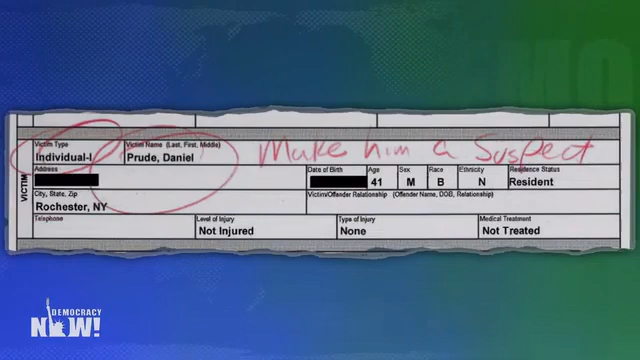 MO
Victim Type
Victim Name (Last, First, Middle)
Make him a Suspect
Individual-I
Prude, Daniel
VICTIM
Address
Date of Birth
Age
Sex
Race
Ethnicity
Residence Status
41
M
B
N
Resident
City, State, Zip
Victim/Offender Relationship (Offender Name, DOB, Relationship)
Rochester, NY
Telephone
Level of Injury
Type of Injury
Medical Treatment
Not Injured
None
Not Treated
DEMOCRACY
NOW!